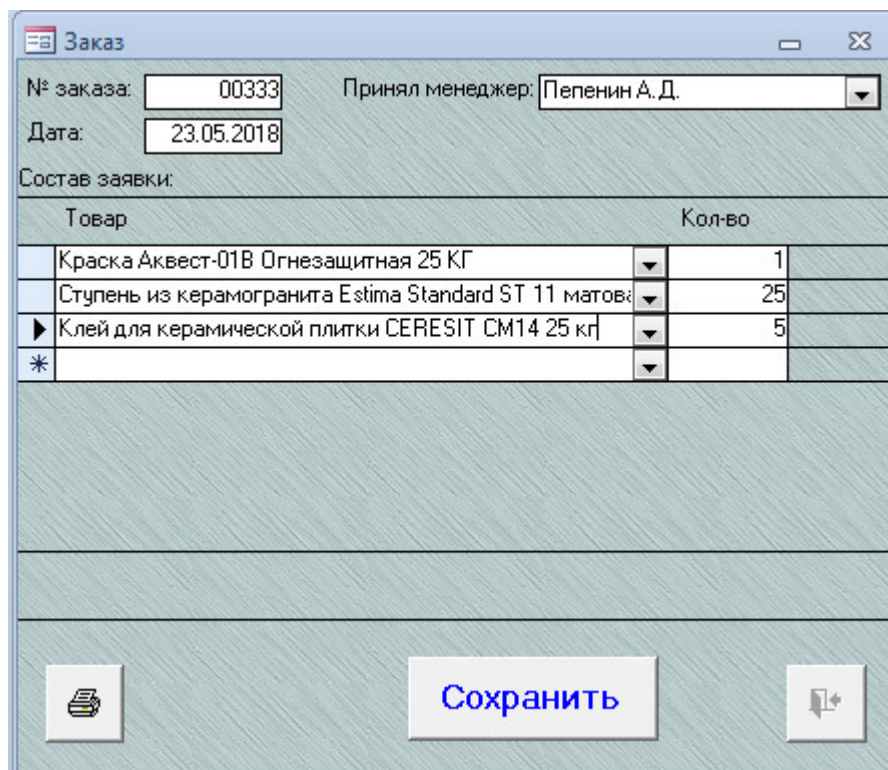 Заказ
№ заказа: 00333 Принял менеджер: Пепенин А.Д.
Дата: 23.05.2018
Состав заявки:
Товар Кол-во
Краска Аквест-01В Огнезащитная 25 КГ 1
Ступень из керамогранита Estima Standard ST 11 матова 25
Клей для керамической плитки CERESIT CM14 25 кг 5
Сохранить